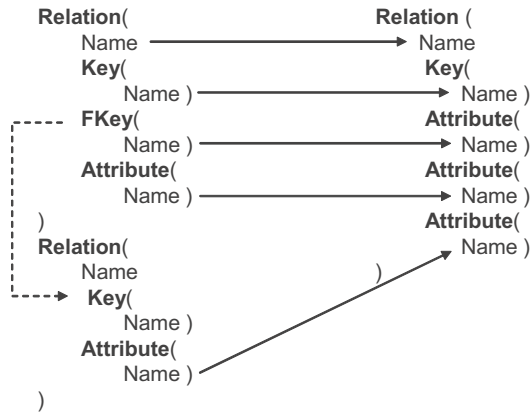 Relation(
Name
Key(
Name )
FKey(
Name )
Attribute(
Name )
)
Relation(
Name
Key(
Name )
Attribute(
Name )
)
Relation (
Name
Key(
Name )
Attribute(
Name )
Attribute(
Name )
Attribute(
Name )
)